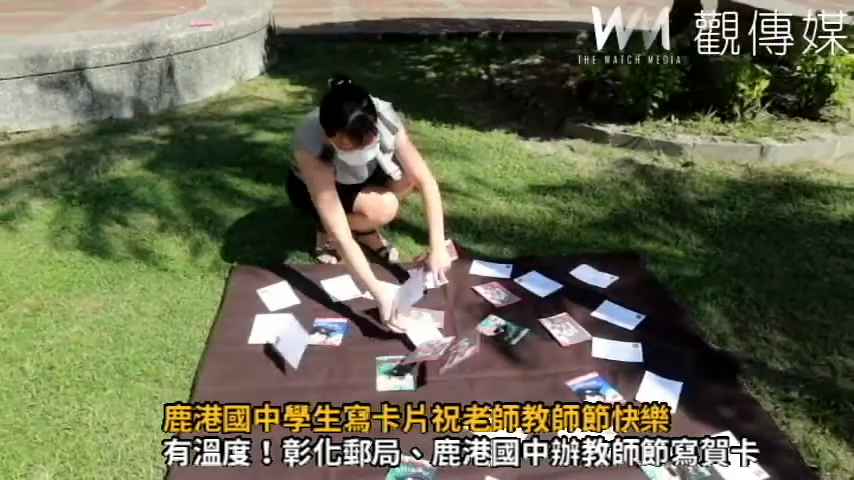 WM 觀傳媒
THE WATCH MEDIA
鹿港國中學生寫卡片祝老師教師節快樂
有溫度！彰化郵局、鹿港國中辦教師節寫賀卡